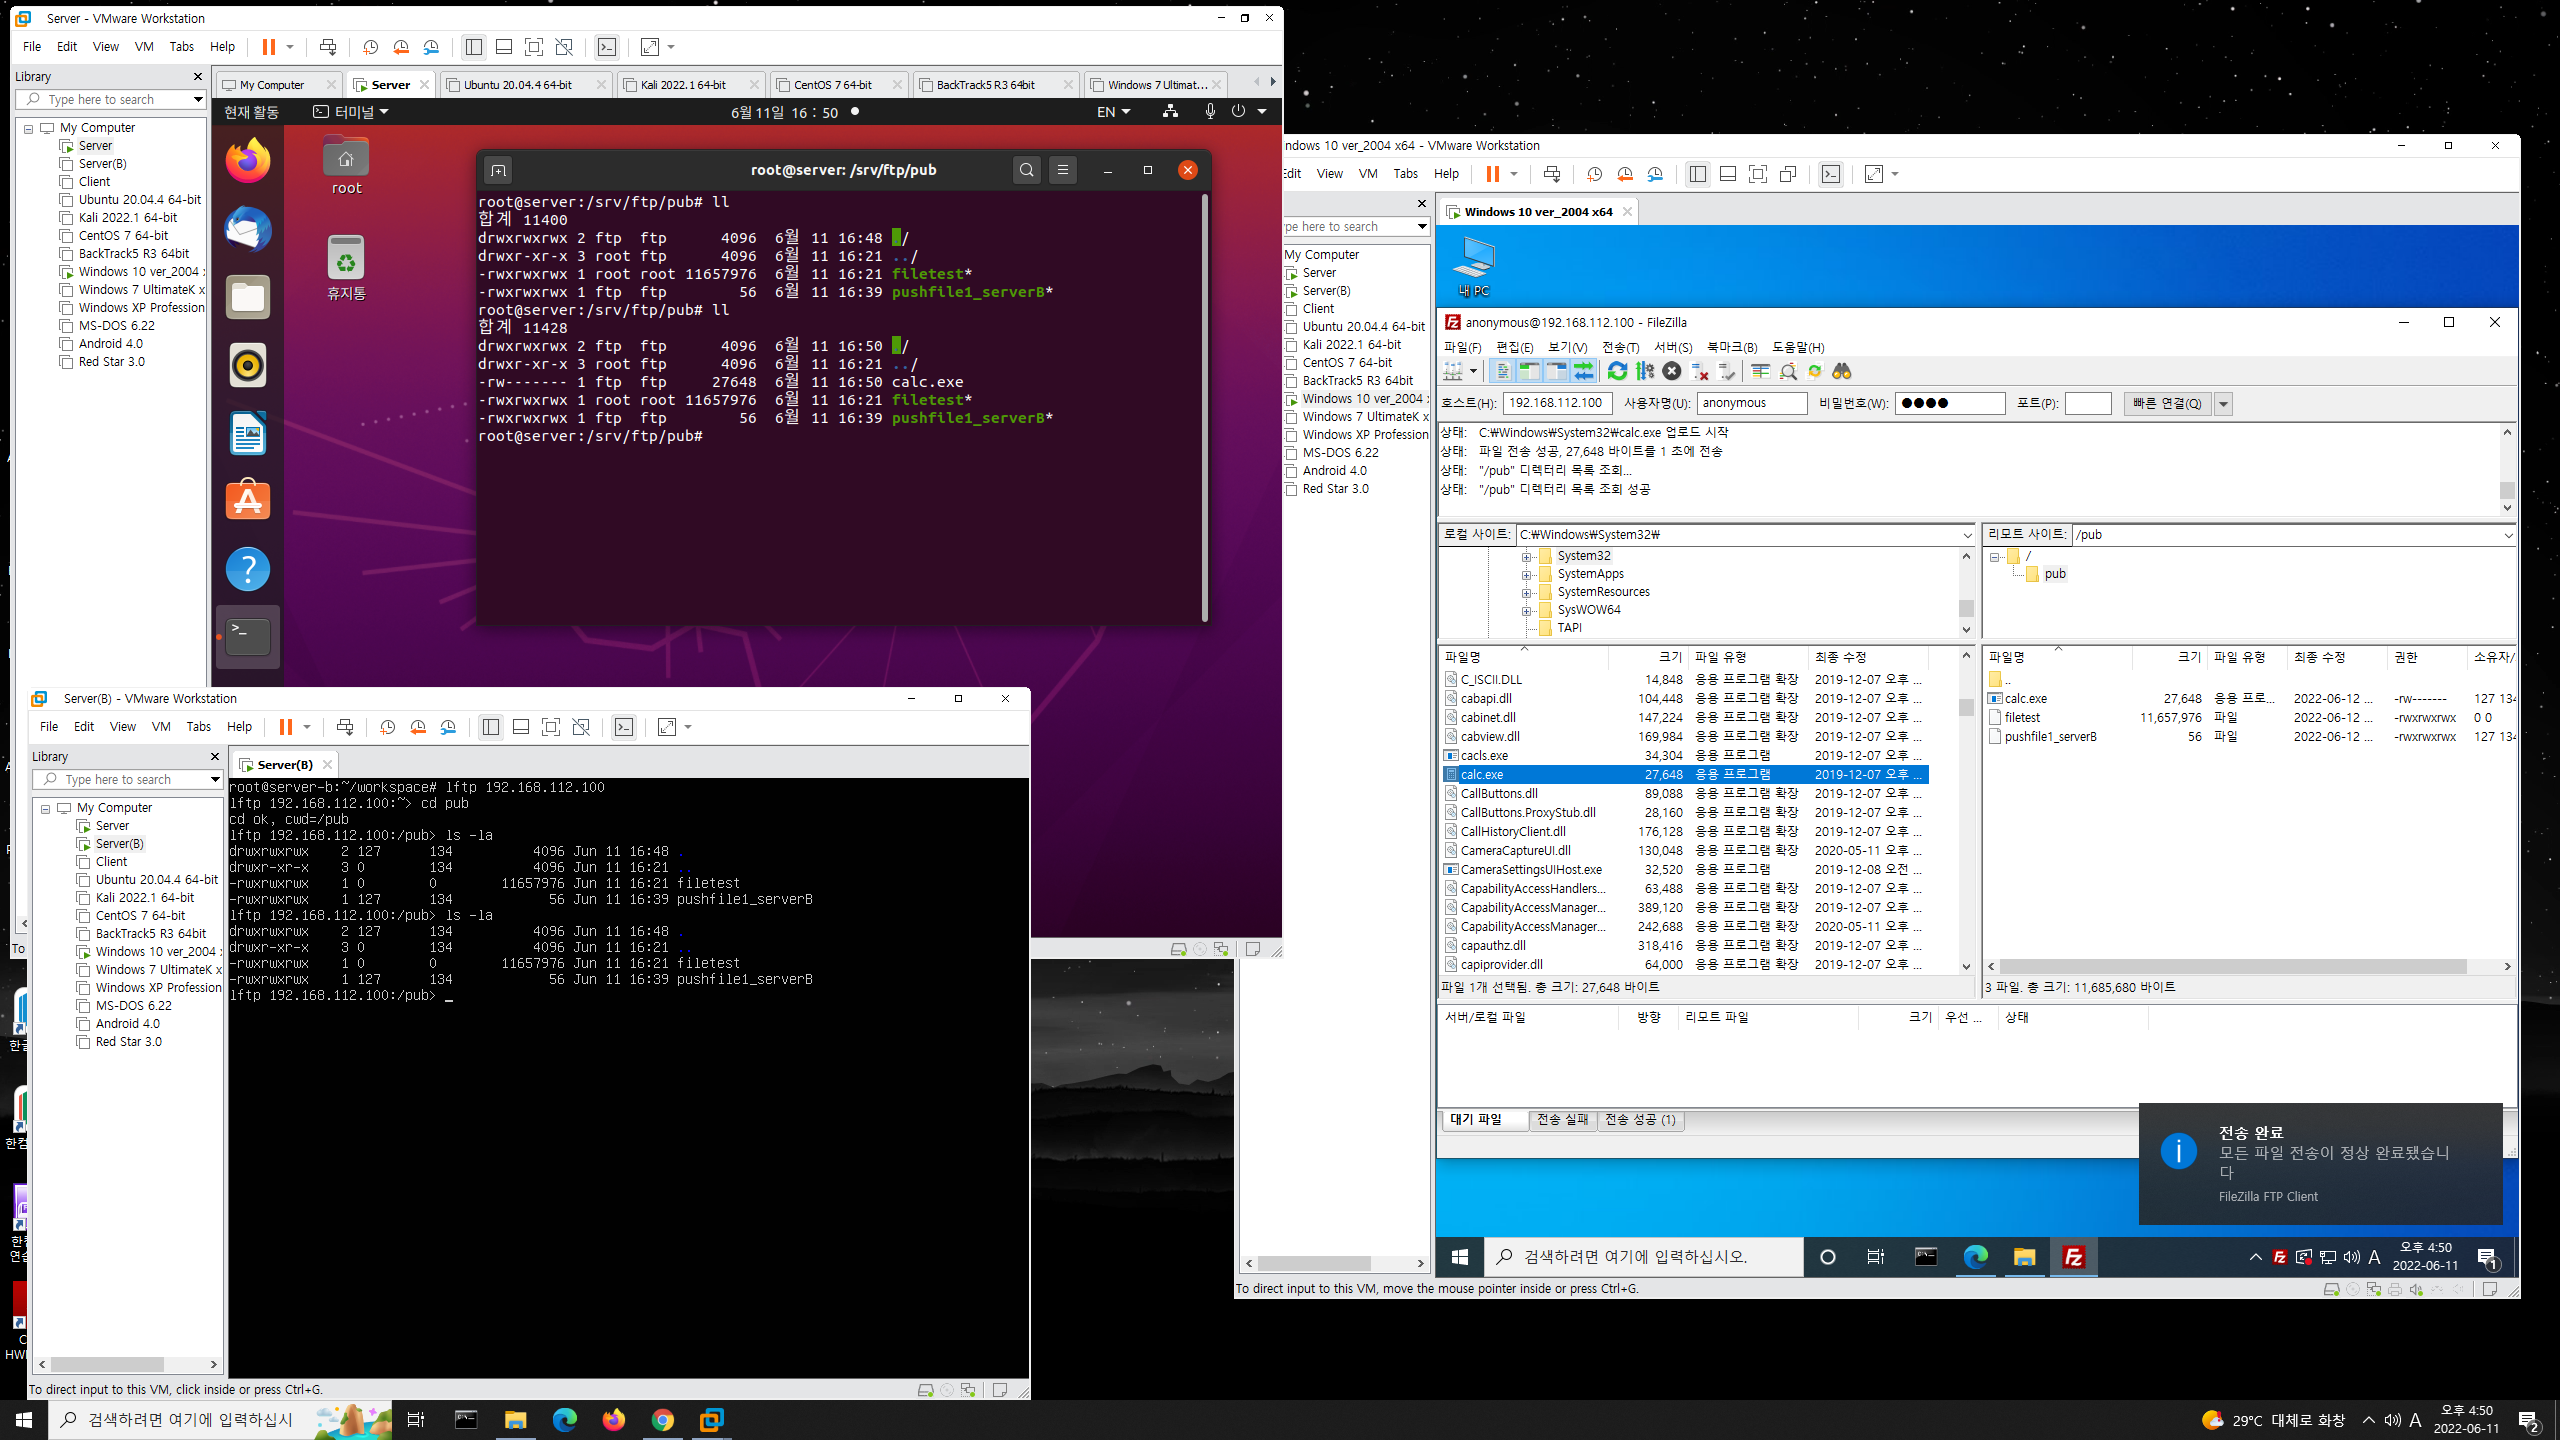 Server - VMware Workstation
File Edit View VM Tabs Help
Library
Type here to search
My Computer
Server
Server(B)
Client
Ubuntu 20.04.4 64-bit
Kali 2022.1 64-bit
CentOS 7 64-bit
BackTrack5 R3 64bit
Windows 10 ver_2004 x
Windows 7 UltimateK x
Windows XP Profession
MS-DOS 6.22
Android 4.0
Red Star 3.0
My Computer Server Ubuntu 20.04.4 64-bit Kali 2022.1 64-bit CentOS 7 64-bit BackTrack5 R3 64bit Windows 7 Ultimat...
현재 활동 터미널 6월 11일 16 : 50 EN
root
휴지통
root@server: /srv/ftp/pub
root@server:/srv/ftp/pub# ll
합계 11400
drwxrwxrwx 2 ftp ftp 4096 6월 11 16:48 ./
drwxr-xr-x 3 root ftp 4096 6월 11 16:21 ../
-rwxrwxrwx 1 root root 11657976 6월 11 16:21 filetest*
-rwxrwxrwx 1 ftp ftp 56 6월 11 16:39 pushfile1_serverB*
root@server:/srv/ftp/pub# ll
합계 11428
drwxrwxrwx 2 ftp ftp 4096 6월 11 16:50 ./
drwxr-xr-x 3 root ftp 4096 6월 11 16:21 ../
-rw------- 1 ftp ftp 27648 6월 11 16:50 calc.exe
-rwxrwxrwx 1 root root 11657976 6월 11 16:21 filetest*
-rwxrwxrwx 1 ftp ftp 56 6월 11 16:39 pushfile1_serverB*
root@server:/srv/ftp/pub#
To
Server(B) - VMware Workstation
File Edit View VM Tabs Help
Library
Type here to search
My Computer
Server
Server(B)
Client
Ubuntu 20.04.4 64-bit
Kali 2022.1 64-bit
CentOS 7 64-bit
BackTrack5 R3 64bit
Windows 10 ver_2004 x
Windows 7 UltimateK x
Windows XP Profession
MS-DOS 6.22
Android 4.0
Red Star 3.0
Server(B)
root@server-b:~/workspace# lftp 192.168.112.100
lftp 192.168.112.100:~> cd pub
cd ok, cwd=/pub
lftp 192.168.112.100:/pub> ls -la
drwxrwxrwx 2 127 134 4096 Jun 11 16:48 .
drwxr-xr-x 3 0 134 4096 Jun 11 16:21 ..
-rwxrwxrwx 1 0 0 11657976 Jun 11 16:21 filetest
-rwxrwxrwx 1 127 134 56 Jun 11 16:39 pushfile1_serverB
lftp 192.168.112.100:/pub> ls -la
drwxrwxrwx 2 127 134 4096 Jun 11 16:48 .
drwxr-xr-x 3 0 134 4096 Jun 11 16:21 ..
-rwxrwxrwx 1 0 0 11657976 Jun 11 16:21 filetest
-rwxrwxrwx 1 127 134 56 Jun 11 16:39 pushfile1_serverB
lftp 192.168.112.100:/pub> _
To direct input to this VM, click inside or press Ctrl+G.
ndows 10 ver_2004 x64 - VMware Workstation
Edit View VM Tabs Help
pe here to search
My Computer
Server
Server(B)
Client
Ubuntu 20.04.4 64-bit
Kali 2022.1 64-bit
CentOS 7 64-bit
BackTrack5 R3 64bit
Windows 10 ver_2004 x
Windows 7 UltimateK x
Windows XP Profession
MS-DOS 6.22
Android 4.0
Red Star 3.0
Windows 10 ver_2004 x64
내 PC
anonymous@192.168.112.100 - FileZilla
파일(F) 편집(E) 보기(V) 전송(T) 서버(S) 북마크(B) 도움말(H)
호스트(H): 192.168.112.100 사용자명(U): anonymous 비밀번호(W): ●●●● 포트(P): 빠른 연결(Q)
상태: C:\Windows\System32\calc.exe 업로드 시작
상태: 파일 전송 성공, 27,648 바이트를 1 초에 전송
상태: "/pub" 디렉터리 목록 조회...
상태: "/pub" 디렉터리 목록 조회 성공
로컬 사이트: C:\Windows\System32\
System32
SystemApps
SystemResources
SysWOW64
TAPI
리모트 사이트: /pub
/
pub
파일명 크기 파일 유형 최종 수정
C_ISCII.DLL 14,848 응용 프로그램 확장 2019-12-07 오후 ...
cabapi.dll 104,448 응용 프로그램 확장 2019-12-07 오후 ...
cabinet.dll 147,224 응용 프로그램 확장 2019-12-07 오후 ...
cabview.dll 169,984 응용 프로그램 확장 2019-12-07 오후 ...
cacls.exe 34,304 응용 프로그램 2019-12-07 오후 ...
calc.exe 27,648 응용 프로그램 2019-12-07 오후 ...
CallButtons.dll 89,088 응용 프로그램 확장 2019-12-07 오후 ...
CallButtons.ProxyStub.dll 28,160 응용 프로그램 확장 2019-12-07 오후 ...
CallHistoryClient.dll 176,128 응용 프로그램 확장 2019-12-07 오후 ...
CameraCaptureUI.dll 130,048 응용 프로그램 확장 2020-05-11 오후 ...
CameraSettingsUIHost.exe 32,520 응용 프로그램 2019-12-08 오전 ...
CapabilityAccessHandlers... 63,488 응용 프로그램 확장 2019-12-07 오후 ...
CapabilityAccessManager... 389,120 응용 프로그램 확장 2019-12-07 오후 ...
CapabilityAccessManager... 242,688 응용 프로그램 확장 2020-05-11 오후 ...
capauthz.dll 318,416 응용 프로그램 확장 2019-12-07 오후 ...
capiprovider.dll 64,000 응용 프로그램 확장 2019-12-07 오후 ...
파일 1개 선택됨. 총 크기: 27,648 바이트
파일명 크기 파일 유형 최종 수정 권한 소유자/
..
calc.exe 27,648 응용 프로... 2022-06-12 ... -rw------- 127 134
filetest 11,657,976 파일 2022-06-12 ... -rwxrwxrwx 0 0
pushfile1_serverB 56 파일 2022-06-12 ... -rwxrwxrwx 127 134
3 파일. 총 크기: 11,685,680 바이트
서버/로컬 파일 방향 리모트 파일 크기 우선 ... 상태
대기 파일 전송 실패 전송 성공 (1)
전송 완료
모든 파일 전송이 정상 완료됐습니
다
FileZilla FTP Client
검색하려면 여기에 입력하십시오.
A 오후 4:50
2022-06-11
1
To direct input to this VM, move the mouse pointer inside or press Ctrl+G.
검색하려면 여기에 입력하십시
29°C 대체로 화창 A 오후 4:50
2022-06-11
2